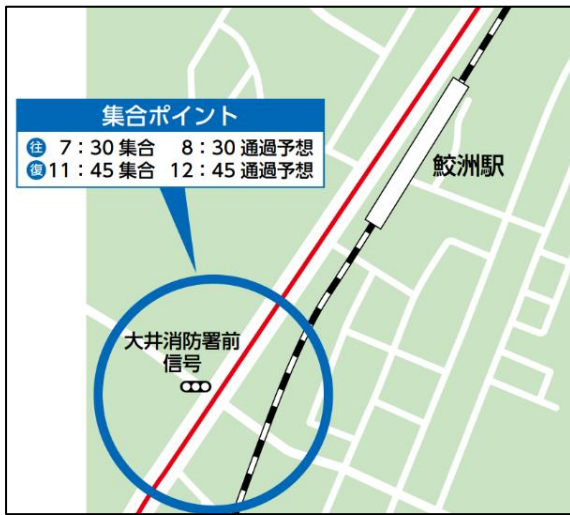 集合ポイント
往 7:30 集合 8:30 通過予想
復 11:45 集合 12:45 通過予想
鮫洲駅
大井消防署前
信号